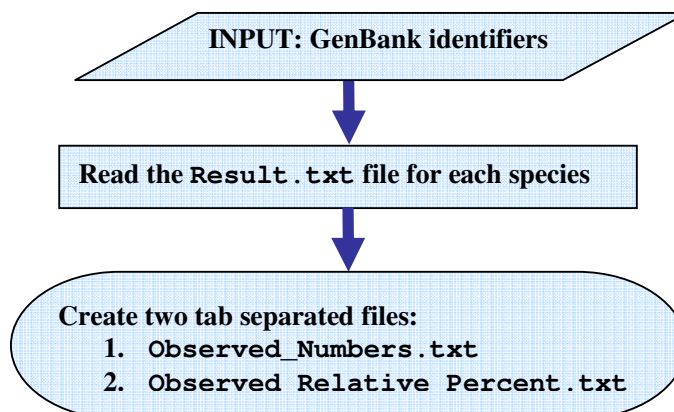 INPUT: GenBank identifiers
Read the Result.txt file for each species
Create two tab separated files:
1. Observed_Numbers.txt
2. Observed Relative Percent.txt